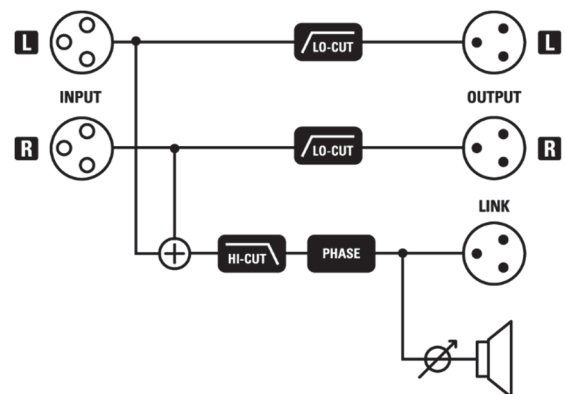 L LO-CUT L
INPUT OUTPUT
R LO-CUT R
LINK
HI-CUT PHASE